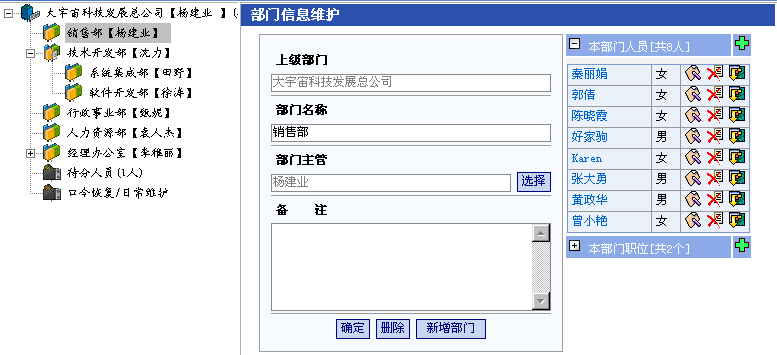 大宇宙科技发展总公司【杨建业 】(
销售部【杨建业】
技术开发部【沈力】
系统集成部【田野】
软件开发部【徐涛】
行政事业部【甄妮】
人力资源部【袁人杰】
经理办公室【李雅丽】
待分人员(1人)
口令恢复/日常维护
部门信息维护
上级部门
大宇宙科技发展总公司
部门名称
销售部
部门主管
杨建业 选择
备 注
确定 删除 新增部门
本部门人员[共8人]
秦丽娟 女
郭倩 女
陈晓霞 女
好家驹 男
Karen 女
张大勇 男
黄政华 男
曾小艳 女
本部门职位[共2个]